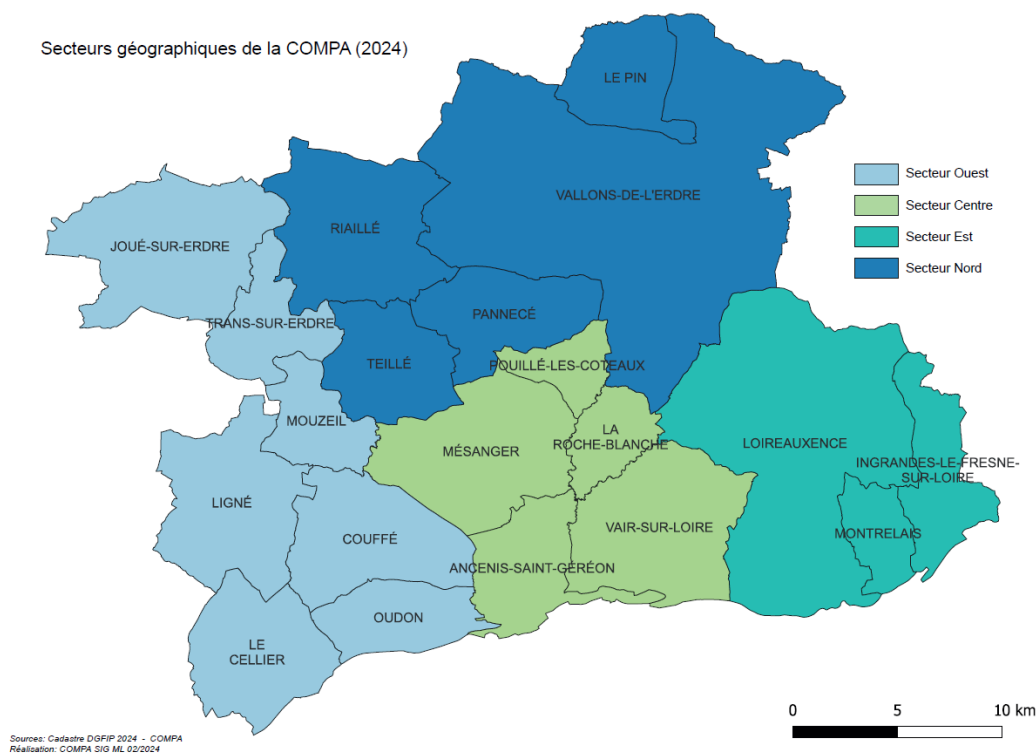 Secteurs géographiques de la COMPA (2024)
LE PIN
Secteur Ouest
Secteur Centre
Secteur Est
Secteur Nord
VALLONS-DE-L'ERDRE
RIAILLÉ
JOUÉ-SUR-ERDRE
PANNECÉ
TRANS-SUR-ERDRE
TEILLÉ
POUILLÉ-LES-COTEAUX
MOUZEIL
LA
ROCHE-BLANCHE
LOIREAUXENCE
MÉSANGER
INGRANDES-LE-FRESNE-
SUR-LOIRE
LIGNÉ
VAIR-SUR-LOIRE
MONTRELAIS
COUFFÉ
ANCENIS-SAINT-GERÉON
OUDON
LE
CELLIER
0 5 10 km
Sources: Cadastre DGFIP 2024 - COMPA
Réalisation: COMPA SIG ML 02/2024